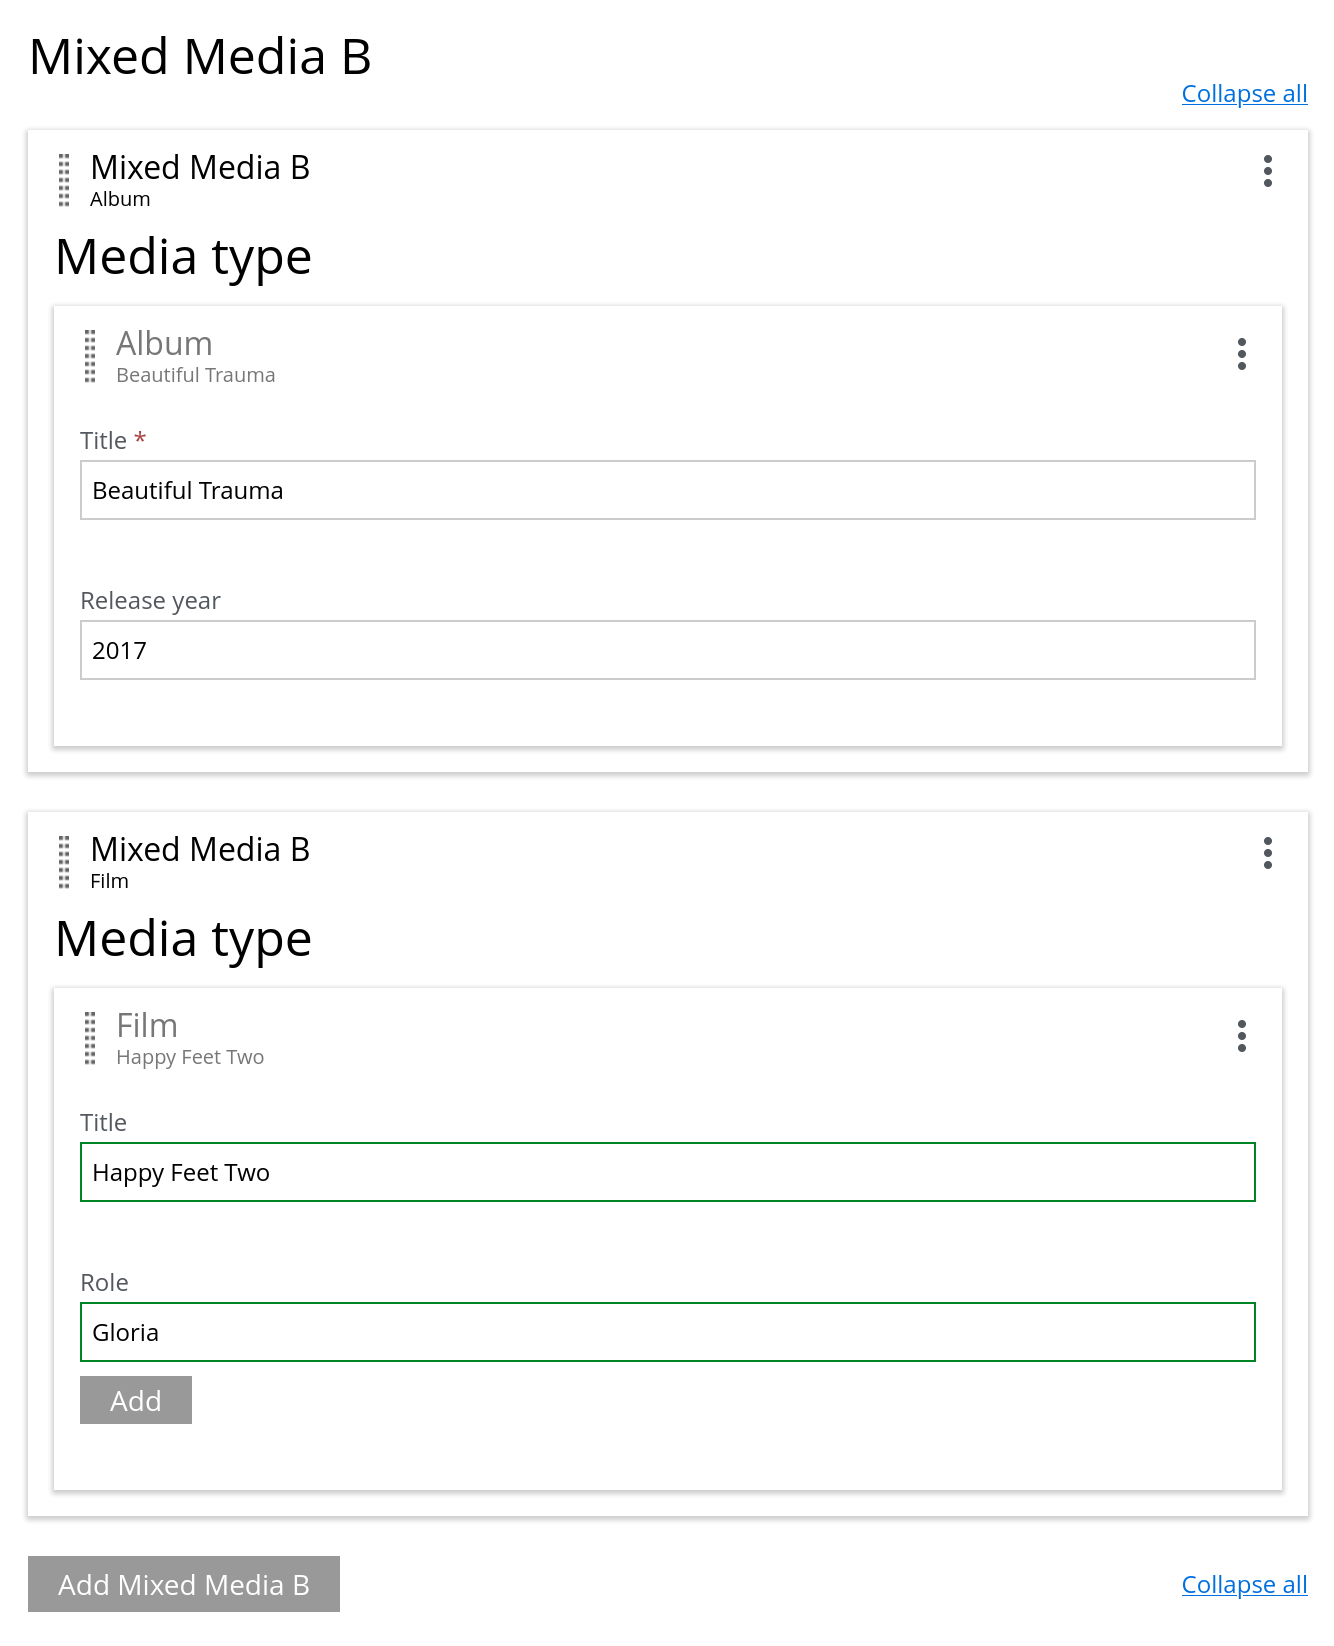 Mixed Media B
Collapse all
Mixed Media B
Album
Media type
Album
Beautiful Trauma
Title *
Beautiful Trauma
Release year
2017
Mixed Media B
Film
Media type
Film
Happy Feet Two
Title
Happy Feet Two
Role
Gloria
Add
Add Mixed Media B
Collapse all